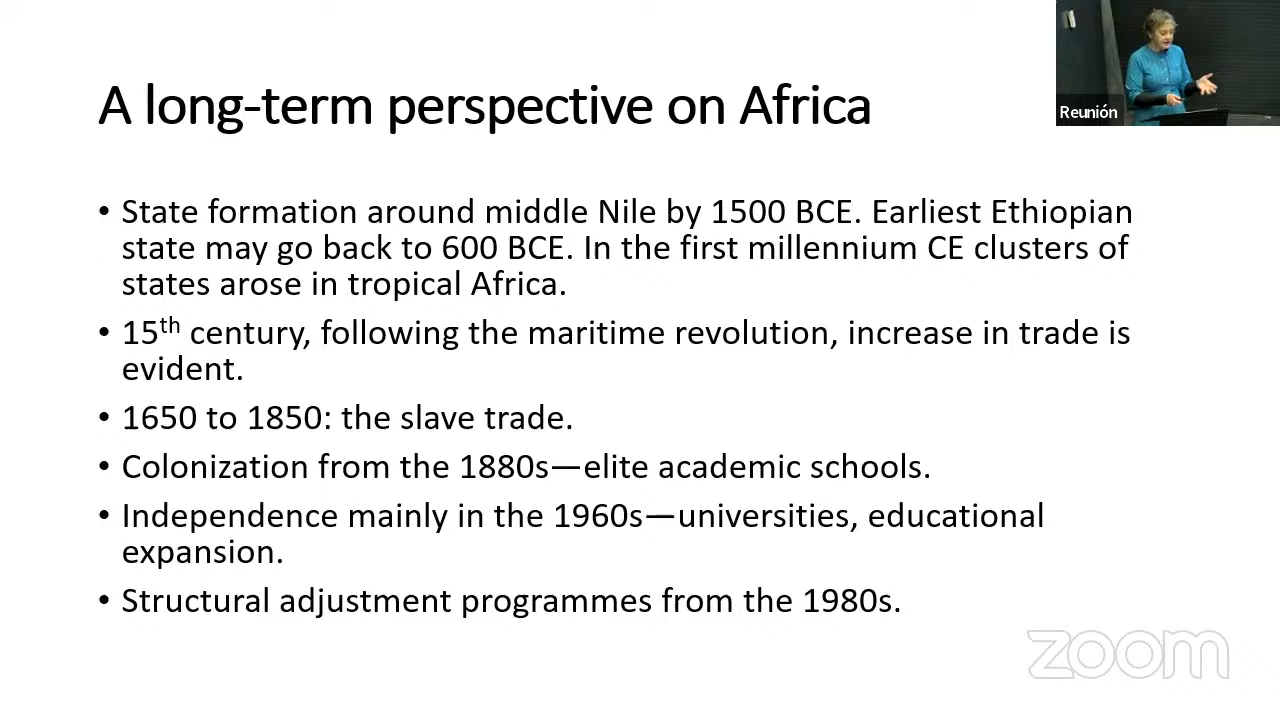 A long-term perspective on Africa
Reunión
• State formation around middle Nile by 1500 BCE. Earliest Ethiopian
state may go back to 600 BCE. In the first millennium CE clusters of
states arose in tropical Africa.
• 15th century, following the maritime revolution, increase in trade is
evident.
• 1650 to 1850: the slave trade.
• Colonization from the 1880s—elite academic schools.
• Independence mainly in the 1960s—universities, educational
expansion.
• Structural adjustment programmes from the 1980s.
zoom